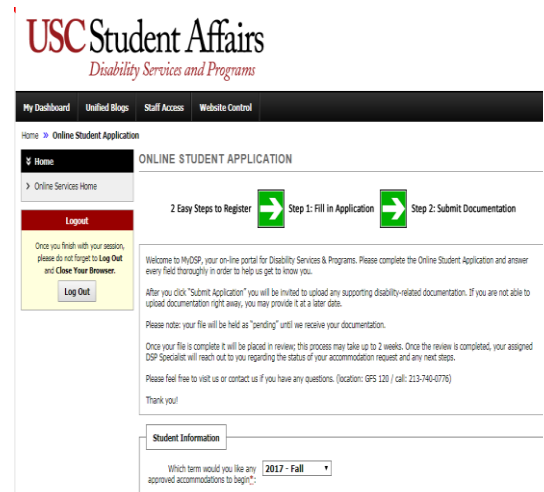 USC Student Affairs
Disability Services and Programs
My Dashboard Unified Blogs Staff Access Website Control
Home » Online Student Application
Home
Online Services Home
Logout
Once you finish with your session,
please do not forget to Log Out
and Close Your Browser.
Log Out
ONLINE STUDENT APPLICATION
2 Easy Steps to Register Step 1: Fill in Application Step 2: Submit Documentation
Welcome to MyDSP, your on-line portal for Disability Services & Programs. Please complete the Online Student Application and answer
every field thoroughly in order to help us get to know you.
After you click "Submit Application" you will be invited to upload any supporting disability-related documentation. If you are not able to
upload documentation right away, you may provide it at a later date.
Please note: your file will be held as "pending" until we receive your documentation.
Once your file is complete it will be placed in review; this process may take up to 2 weeks. Once the review is completed, your assigned
DSP Specialist will reach out to you regarding the status of your accommodation request and any next steps.
Please feel free to visit us or contact us if you have any questions. (location: GFS 120 / call: 213-740-0776)
Thank you!
Student Information
Which term would you like any 2017 - Fall
approved accommodations to begin*: